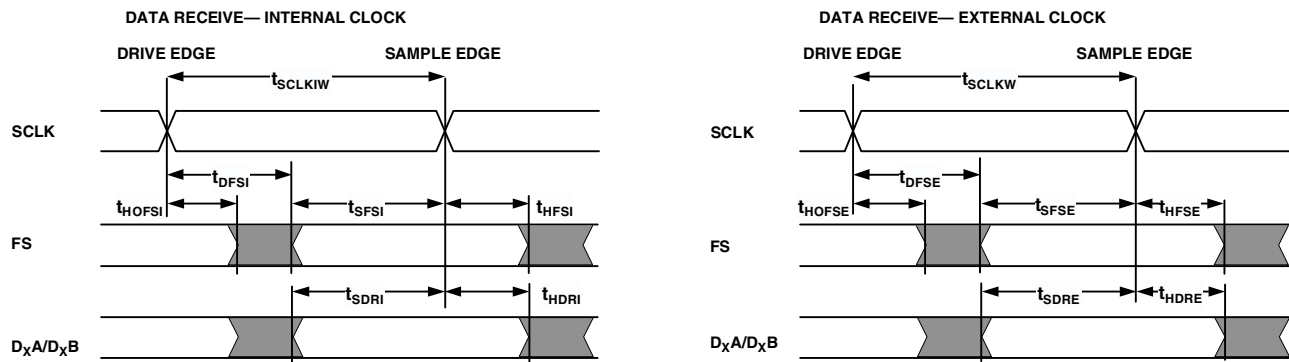 DATA RECEIVE— INTERNAL CLOCK
DRIVE EDGE
SAMPLE EDGE
tSCLKIW
SCLK
tDFSI
tHOFSI
tSFSI
tHFSI
FS
tSDRI
tHDRI
DXA/DXB
DATA RECEIVE— EXTERNAL CLOCK
DRIVE EDGE
SAMPLE EDGE
tSCLKW
SCLK
tDFSE
tHOFSE
tSFSE
tHFSE
FS
tSDRE
tHDRE
DXA/DXB